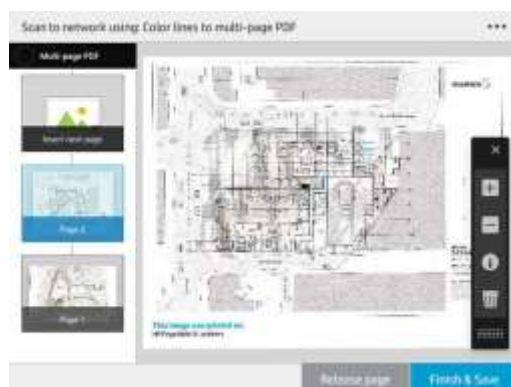 Scan to network using: Color lines to multi-page PDF
Multi-page PDF
Insert next page
Page 2
Page 1
This image was printed on:
Release page
Finish & Save